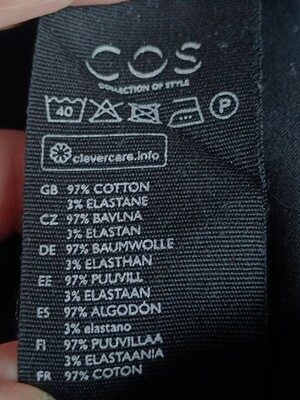 COS
COLLECTION OF STYLE
40 P
clevercare.info
GB 97% COTTON
3% ELASTANE
CZ 97% BAVLNA
3% ELASTAN
DE 97% BAUMWOLLE
3% ELASTHAN
EE 97% PUUVILL
3% ELASTAAN
ES 97% ALGODÓN
3% elastano
FI 97% PUUVILLAA
3% ELASTAANIA
FR 97% COTON